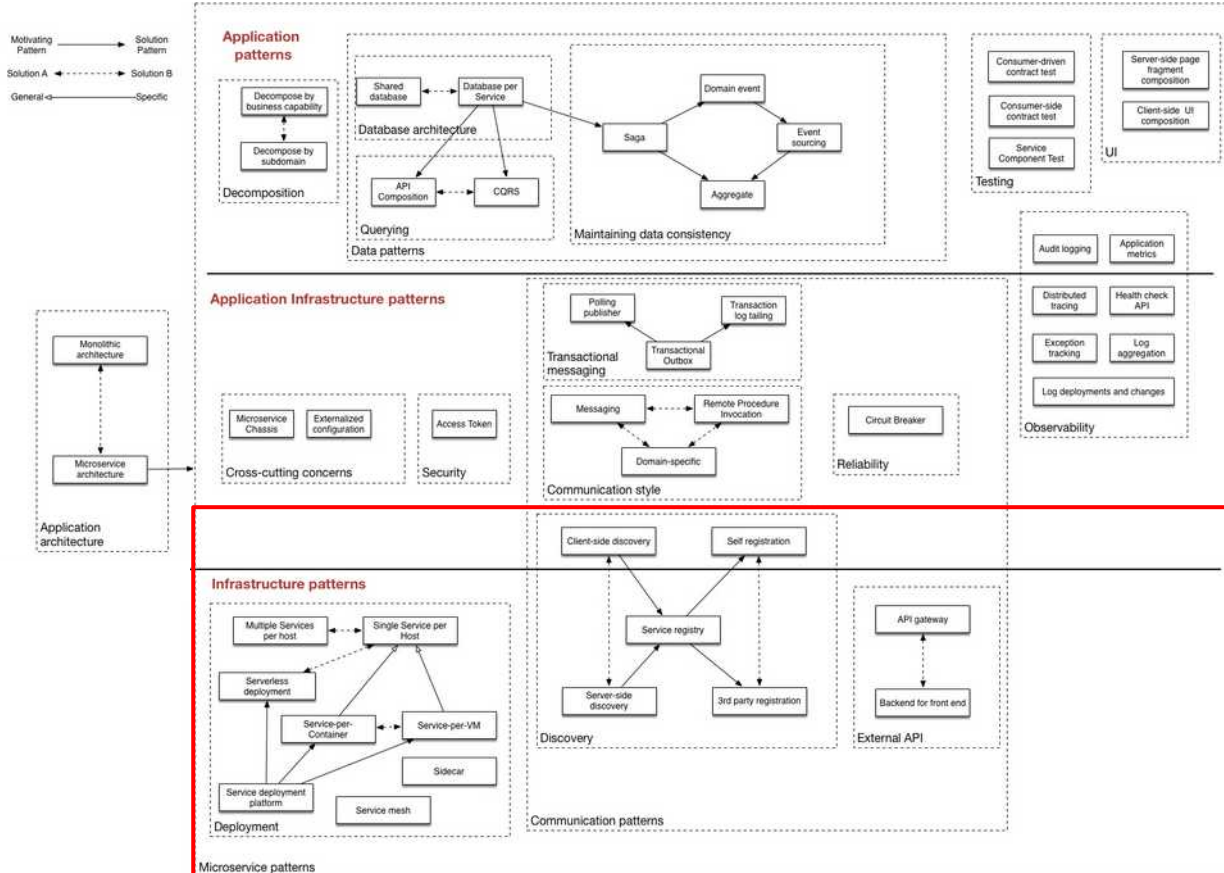 Motivating
Pattern
Solution
Pattern
Solution A
Solution B
General
Specific
Application
patterns
Decompose by
business capability
Decompose by
subdomain
Decomposition
Shared
database
Database per
Service
Database architecture
API
Composition
CQRS
Querying
Data patterns
Domain event
Saga
Event
sourcing
Aggregate
Maintaining data consistency
Consumer-driven
contract test
Consumer-side
contract test
Service
Component Test
Testing
Server-side page
fragment
composition
Client-side UI
composition
UI
Audit logging
Application
metrics
Distributed
tracing
Health check
API
Exception
tracking
Log
aggregation
Log deployments and changes
Observability
Application Infrastructure patterns
Monolithic
architecture
Microservice
architecture
Application
architecture
Microservice
Chassis
Externalized
configuration
Cross-cutting concerns
Access Token
Security
Polling
publisher
Transaction
log tailing
Transactional
Outbox
Transactional
messaging
Messaging
Remote Procedure
Invocation
Domain-specific
Communication style
Circuit Breaker
Reliability
Infrastructure patterns
Multiple Services
per host
Single Service per
Host
Serverless
deployment
Service-per-
Container
Service-per-VM
Sidecar
Service deployment
platform
Service mesh
Deployment
Client-side discovery
Self registration
Service registry
Server-side
discovery
3rd party registration
Discovery
API gateway
Backend for front end
External API
Communication patterns
Microservice patterns